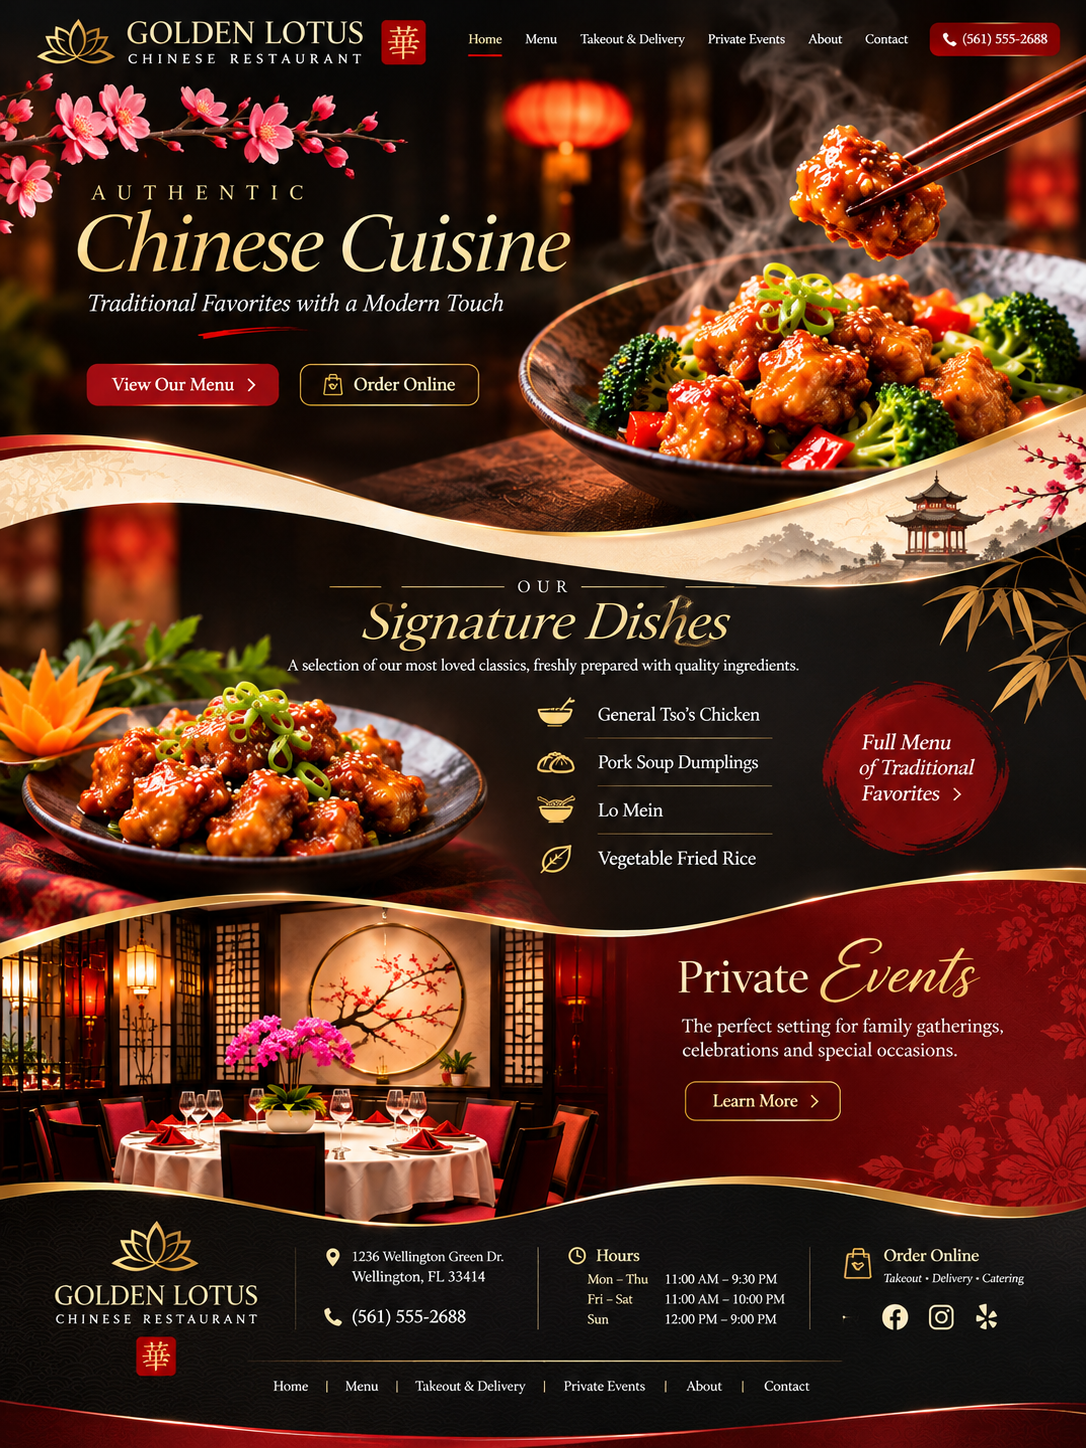 GOLDEN LOTUS
CHINESE RESTAURANT
華
Home
Menu
Takeout & Delivery
Private Events
About
Contact
(561) 555-2688
AUTHENTIC
Chinese Cuisine
Traditional Favorites with a Modern Touch
View Our Menu
Order Online
OUR
Signature Dishes
A selection of our most loved classics, freshly prepared with quality ingredients.
General Tso's Chicken
Pork Soup Dumplings
Lo Mein
Vegetable Fried Rice
Full Menu
of Traditional
Favorites
Private Events
The perfect setting for family gatherings,
celebrations and special occasions.
Learn More
GOLDEN LOTUS
CHINESE RESTAURANT
華
1236 Wellington Green Dr.
Wellington, FL 33414
(561) 555-2688
Hours
Mon – Thu 11:00 AM – 9:30 PM
Fri – Sat 11:00 AM – 10:00 PM
Sun 12:00 PM – 9:00 PM
Order Online
Takeout • Delivery • Catering
Home | Menu | Takeout & Delivery | Private Events | About | Contact